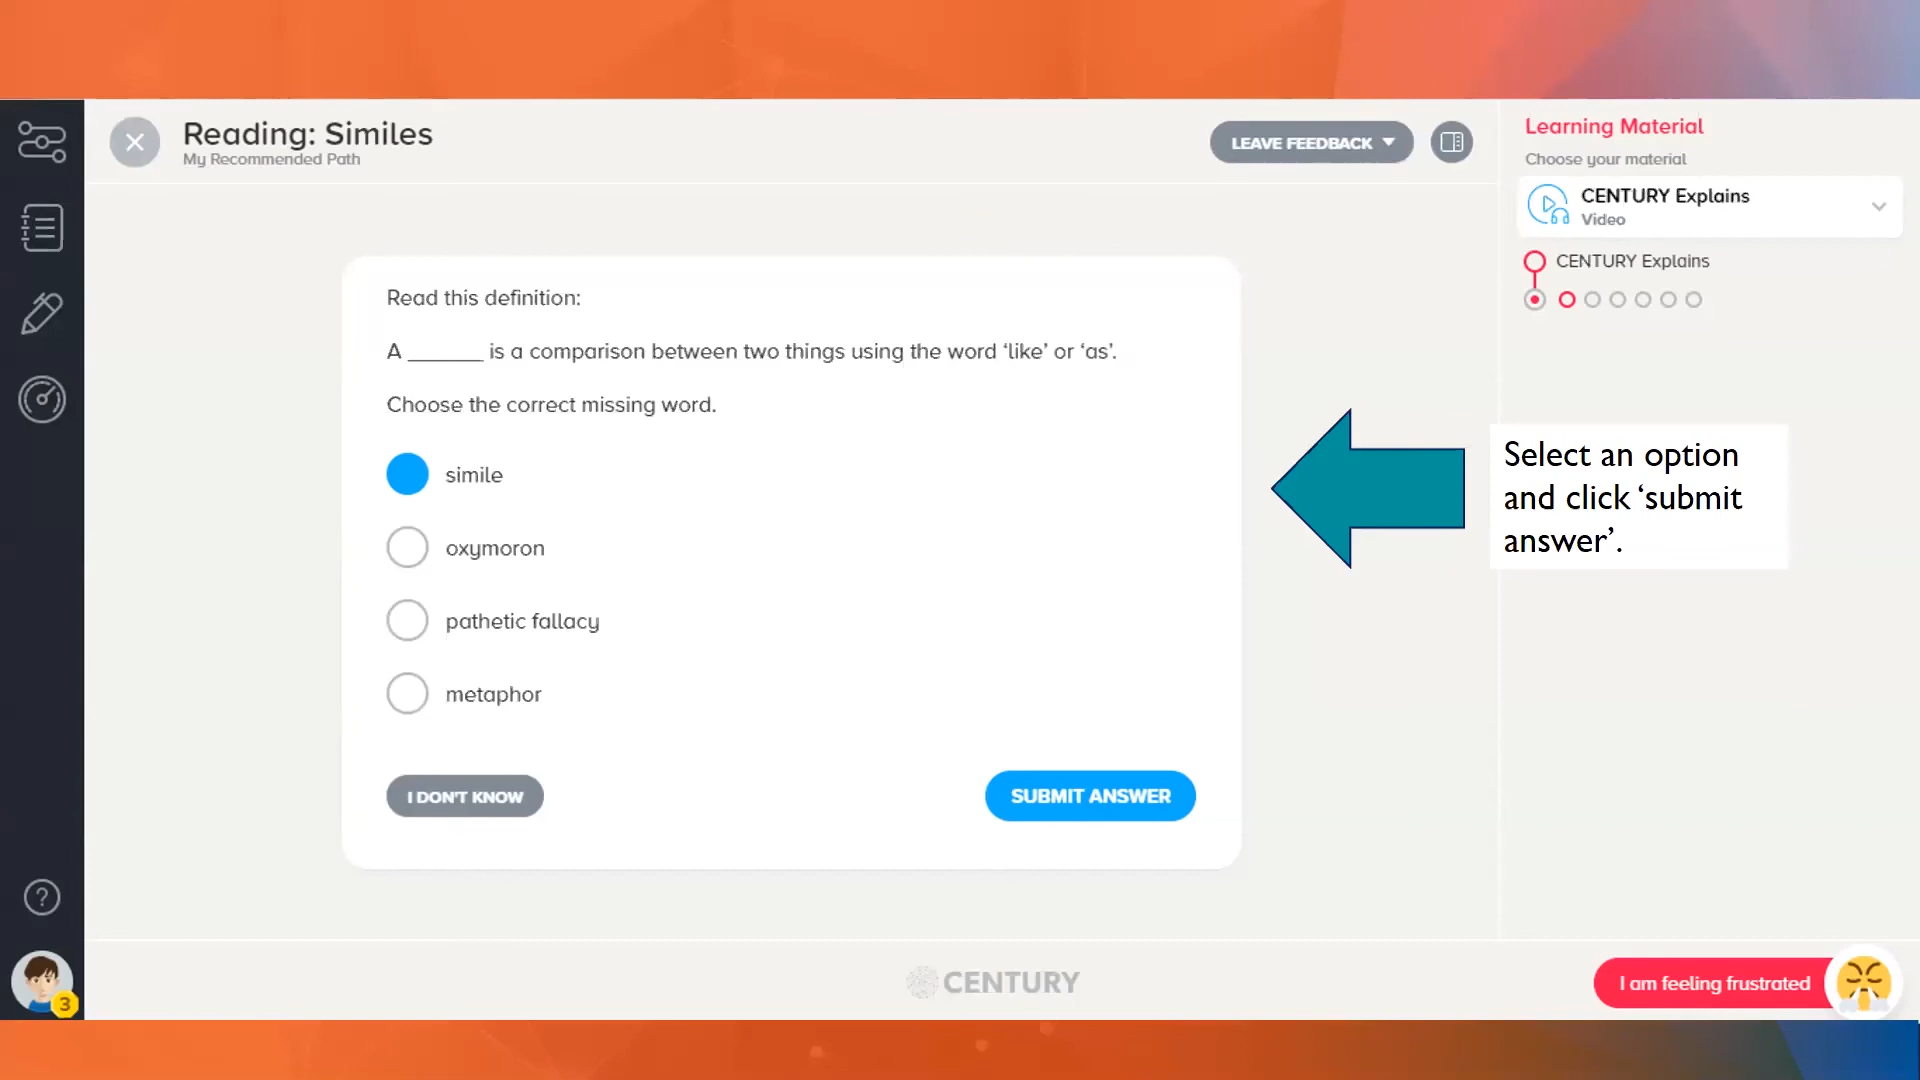 Reading: Similes
My Recommended Path
LEAVE FEEDBACK
Learning Material
Choose your material
CENTURY Explains
Video
CENTURY Explains
Read this definition:
A ______ is a comparison between two things using the word ‘like’ or ‘as’.
Choose the correct missing word.
simile
oxymoron
pathetic fallacy
metaphor
I DON'T KNOW
SUBMIT ANSWER
Select an option
and click ‘submit
answer’.
?
3
CENTURY
I am feeling frustrated